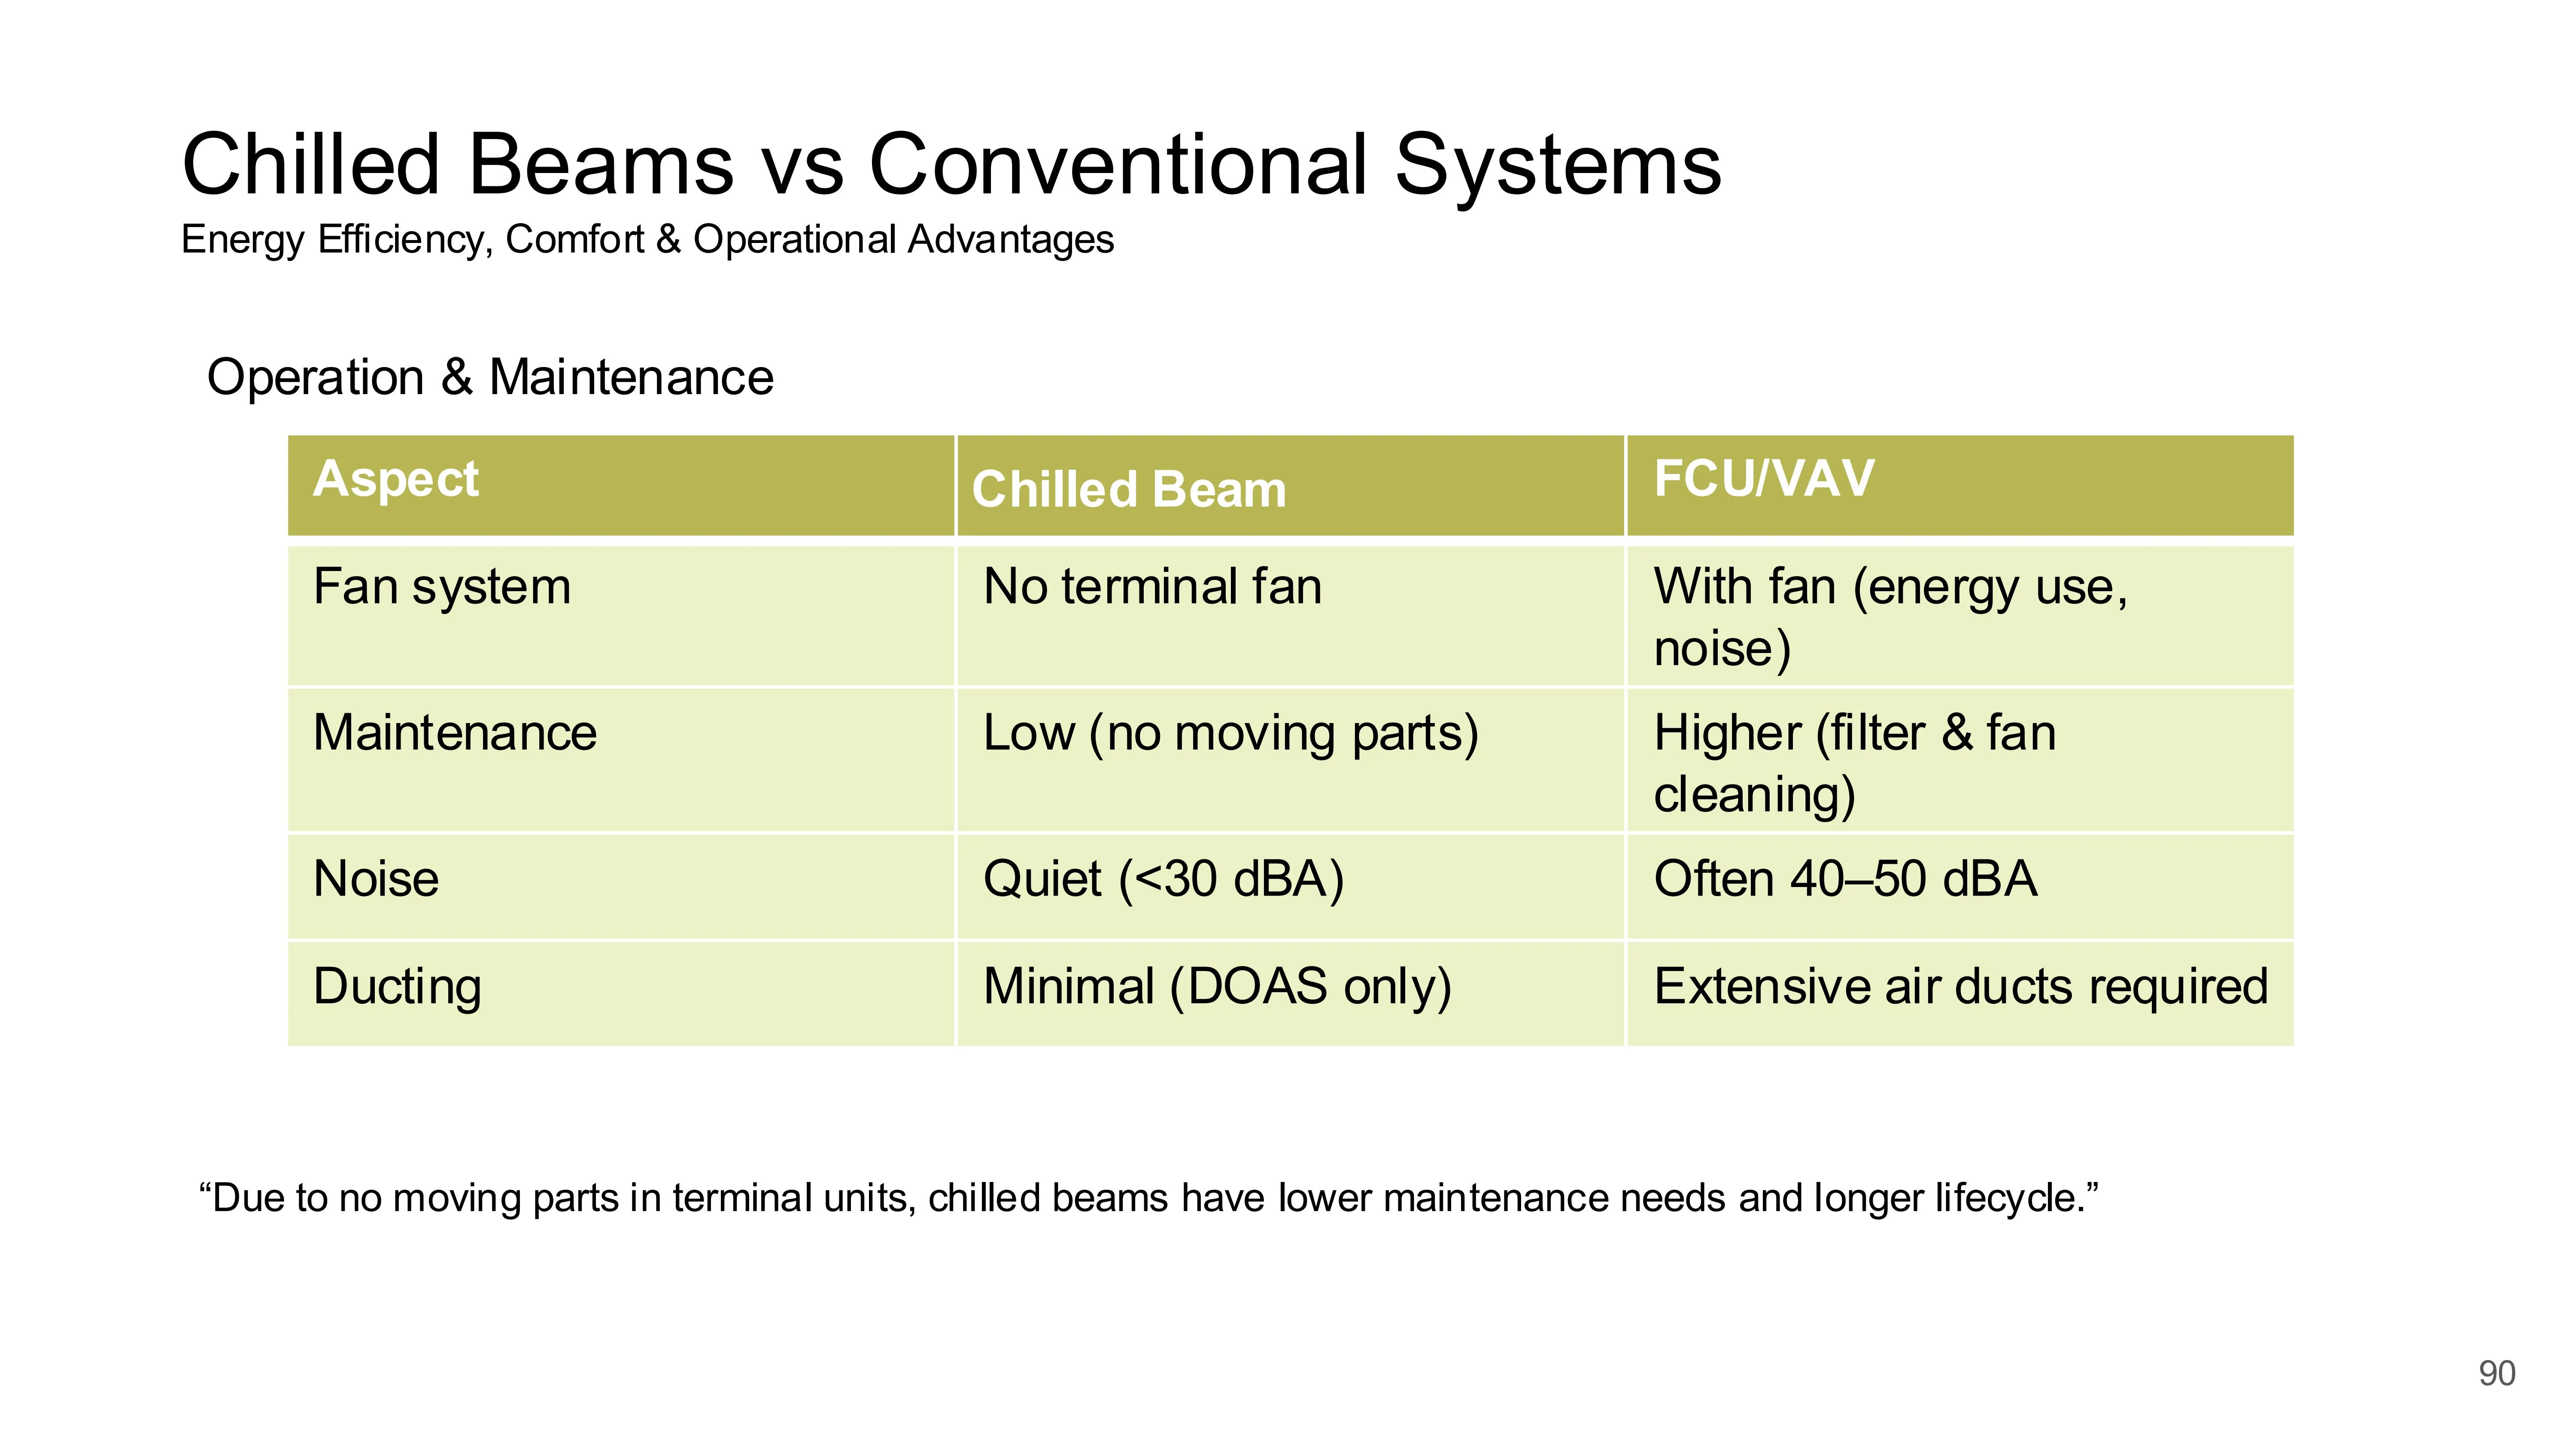 Chilled Beams vs Conventional Systems
Energy Efficiency, Comfort & Operational Advantages
Operation & Maintenance
Aspect
Chilled Beam
FCU/VAV
Fan system
No terminal fan
With fan (energy use,
noise)
Maintenance
Low (no moving parts)
Higher (filter & fan
cleaning)
Noise
Quiet (<30 dBA)
Often 40–50 dBA
Ducting
Minimal (DOAS only)
Extensive air ducts required
“Due to no moving parts in terminal units, chilled beams have lower maintenance needs and longer lifecycle.”
90